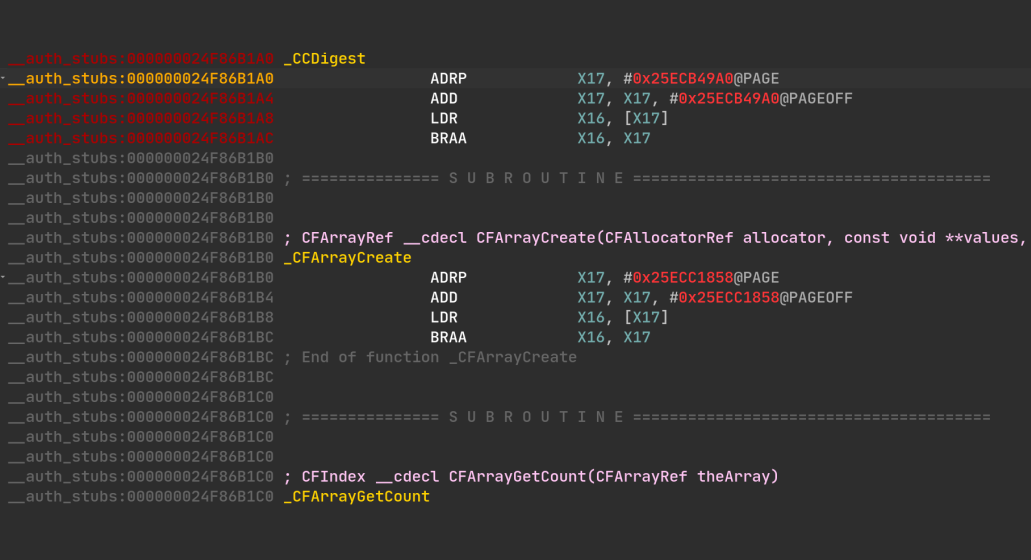 __auth_stubs:000000024F86B1A0 _CCDigest
__auth_stubs:000000024F86B1A0 ADRP X17, #0x25ECB49A0@PAGE
__auth_stubs:000000024F86B1A4 ADD X17, X17, #0x25ECB49A0@PAGEOFF
__auth_stubs:000000024F86B1A8 LDR X16, [X17]
__auth_stubs:000000024F86B1AC BRAA X16, X17
__auth_stubs:000000024F86B1B0
__auth_stubs:000000024F86B1B0 ; =============== S U B R O U T I N E =======================================
__auth_stubs:000000024F86B1B0
__auth_stubs:000000024F86B1B0
__auth_stubs:000000024F86B1B0 ; CFArrayRef __cdecl CFArrayCreate(CFAllocatorRef allocator, const void **values,
__auth_stubs:000000024F86B1B0 _CFArrayCreate
__auth_stubs:000000024F86B1B0 ADRP X17, #0x25ECC1858@PAGE
__auth_stubs:000000024F86B1B4 ADD X17, X17, #0x25ECC1858@PAGEOFF
__auth_stubs:000000024F86B1B8 LDR X16, [X17]
__auth_stubs:000000024F86B1BC BRAA X16, X17
__auth_stubs:000000024F86B1BC ; End of function _CFArrayCreate
__auth_stubs:000000024F86B1BC
__auth_stubs:000000024F86B1C0
__auth_stubs:000000024F86B1C0 ; =============== S U B R O U T I N E =======================================
__auth_stubs:000000024F86B1C0
__auth_stubs:000000024F86B1C0
__auth_stubs:000000024F86B1C0 ; CFIndex __cdecl CFArrayGetCount(CFArrayRef theArray)
__auth_stubs:000000024F86B1C0 _CFArrayGetCount